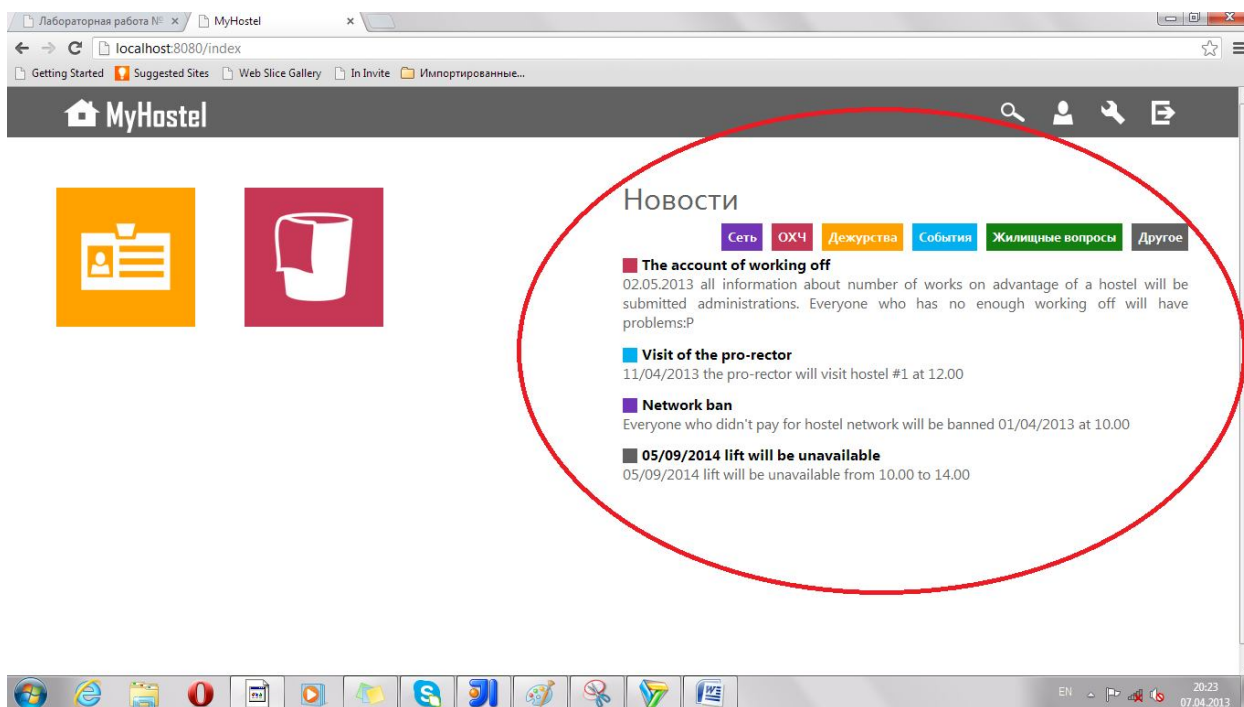 Лабораторная работа №
MyHostel
localhost:8080/index
Getting Started Suggested Sites Web Slice Gallery In Invite Импортированные...
MyHostel
Новости
Сеть ОХЧ Дежурства События Жилищные вопросы Другое
The account of working off
02.05.2013 all information about number of works on advantage of a hostel will be
submitted administrations. Everyone who has no enough working off will have
problems:P
Visit of the pro-rector
11/04/2013 the pro-rector will visit hostel #1 at 12.00
Network ban
Everyone who didn't pay for hostel network will be banned 01/04/2013 at 10.00
05/09/2014 lift will be unavailable
05/09/2014 lift will be unavailable from 10.00 to 14.00
EN
20:23
07.04.2013